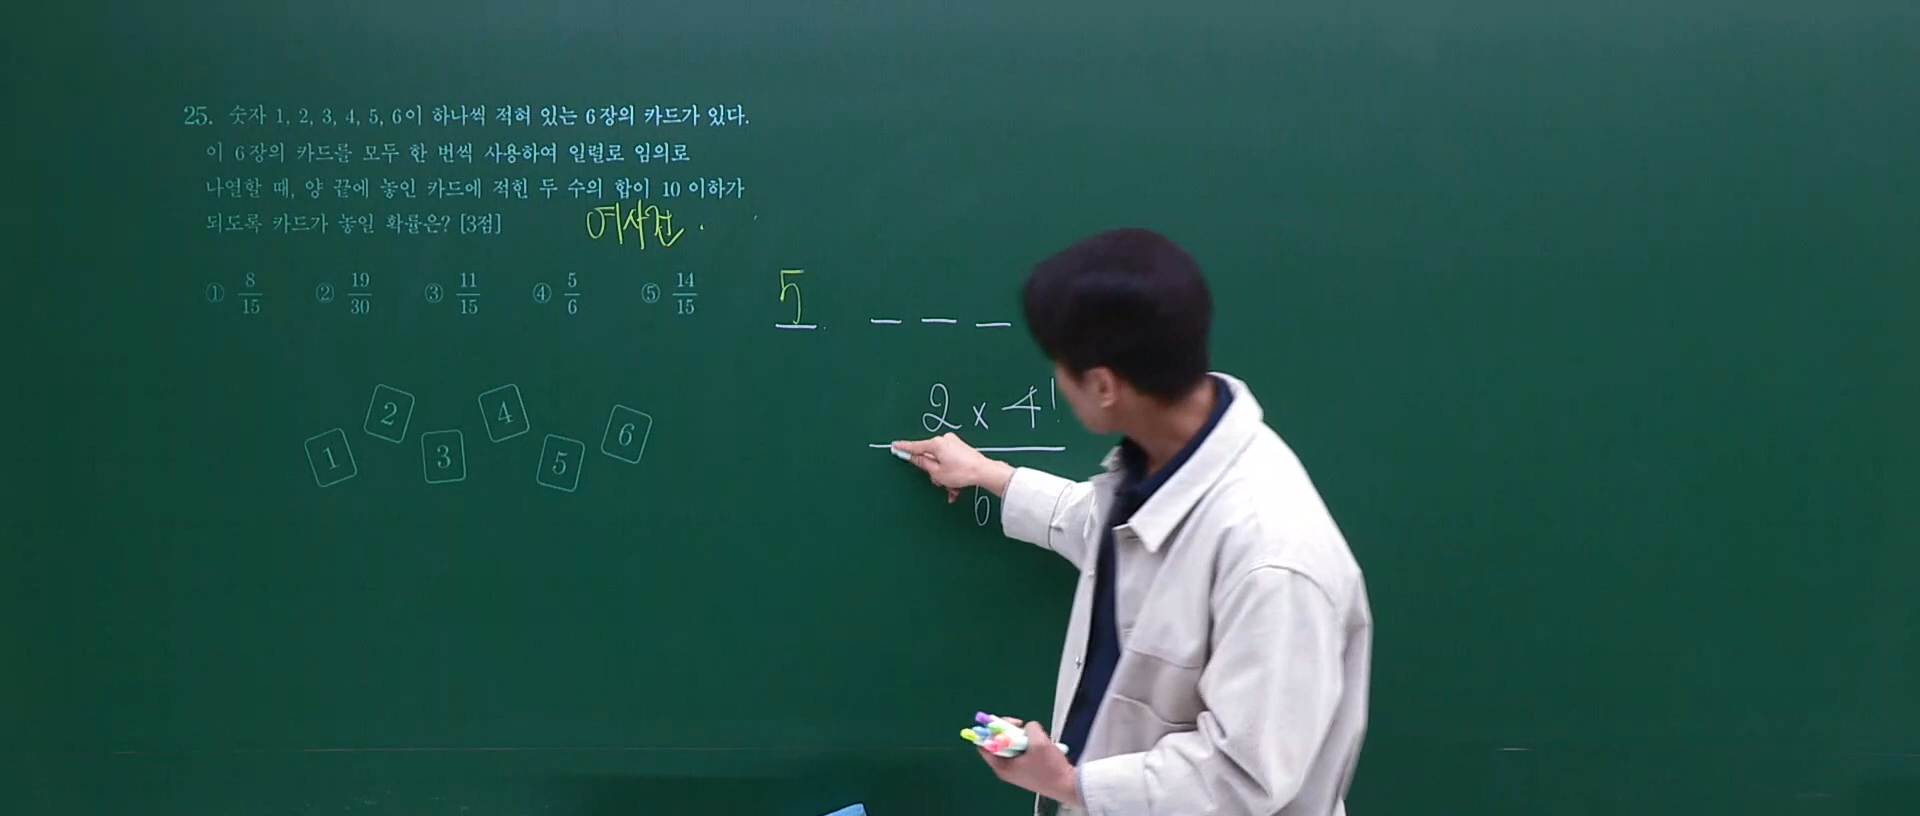 25. 숫자 1, 2, 3, 4, 5, 6이 하나씩 적혀 있는 6장의 카드가 있다.
이 6장의 카드를 모두 한 번씩 사용하여 일렬로 임의로
나열할 때, 양 끝에 놓인 카드에 적힌 두 수의 합이 10 이하가
되도록 카드가 놓일 확률은? [3점]
여사건.
① 8/15 ② 19/30 ③ 11/15 ④ 5/6 ⑤ 14/15
5
2 × 4!
6
1 2 3 4 5 6